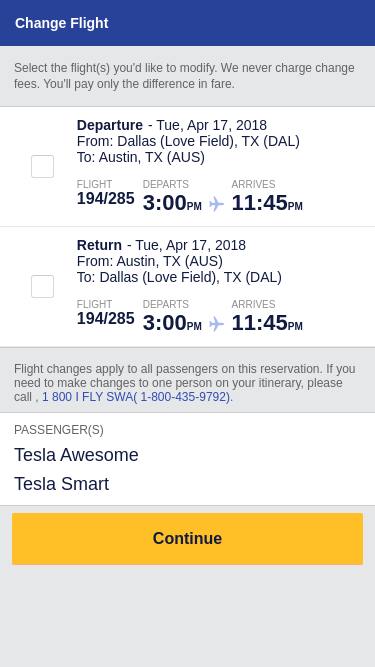 Change Flight
Select the flight(s) you'd like to modify. We never charge change
fees. You'll pay only the difference in fare.
Departure - Tue, Apr 17, 2018
From: Dallas (Love Field), TX (DAL)
To: Austin, TX (AUS)
FLIGHT DEPARTS ARRIVES
194/285 3:00PM 11:45PM
Return - Tue, Apr 17, 2018
From: Austin, TX (AUS)
To: Dallas (Love Field), TX (DAL)
FLIGHT DEPARTS ARRIVES
194/285 3:00PM 11:45PM
Flight changes apply to all passengers on this reservation. If you
need to make changes to one person on your itinerary, please
call , 1 800 I FLY SWA( 1-800-435-9792).
PASSENGER(S)
Tesla Awesome
Tesla Smart
Continue